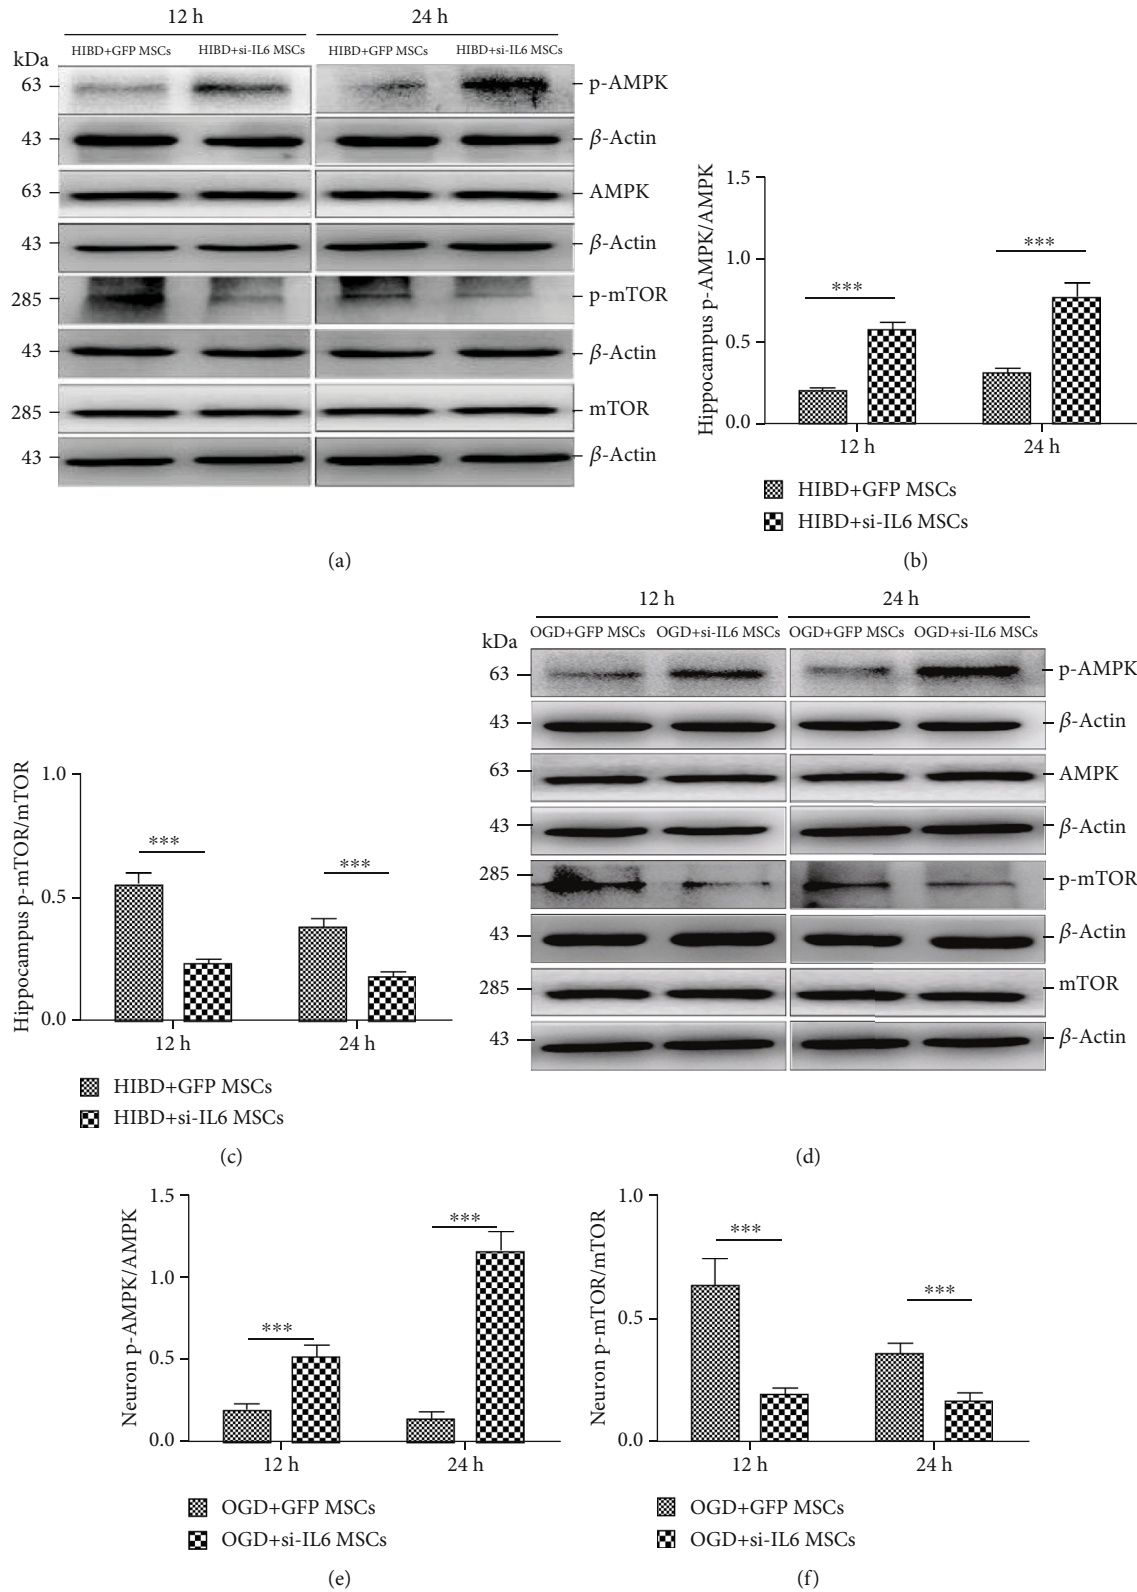 12 h 24 h
HIBD+GFP MSCs HIBD+si-IL6 MSCs HIBD+GFP MSCs HIBD+si-IL6 MSCs
kDa
63 p-AMPK
43 β-Actin
63 AMPK
43 β-Actin
285 p-mTOR
43 β-Actin
285 mTOR
43 β-Actin
(a)
Hippocampus p-AMPK/AMPK
1.5
1.0
0.5
0.0
*** ***
12 h 24 h
HIBD+GFP MSCs
HIBD+si-IL6 MSCs
(b)
Hippocampus p-mTOR/mTOR
1.0
0.5
0.0
*** ***
12 h 24 h
HIBD+GFP MSCs
HIBD+si-IL6 MSCs
(c)
12 h 24 h
OGD+GFP MSCs OGD+si-IL6 MSCs OGD+GFP MSCs OGD+si-IL6 MSCs
kDa
63 p-AMPK
43 β-Actin
63 AMPK
43 β-Actin
285 p-mTOR
43 β-Actin
285 mTOR
43 β-Actin
(d)
Neuron p-AMPK/AMPK
1.5
1.0
0.5
0.0
*** ***
12 h 24 h
OGD+GFP MSCs
OGD+si-IL6 MSCs
(e)
Neuron p-mTOR/mTOR
1.0
0.5
0.0
*** ***
12 h 24 h
OGD+GFP MSCs
OGD+si-IL6 MSCs
(f)